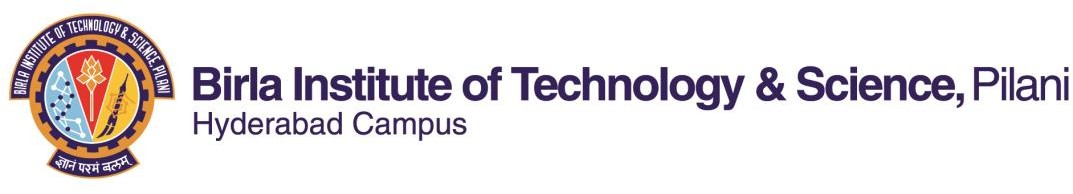 BIRLA INSTITUTE OF TECHNOLOGY & SCIENCE PILANI
ज्ञानं परमं बलम्
Birla Institute of Technology & Science, Pilani
Hyderabad Campus